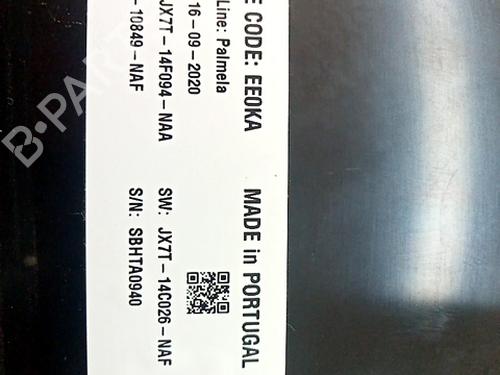 E CODE: EE0KA MADE in PORTUGAL
Line: Palmela
16-09-2020
JX7T-14F094-NAA SW: JX7T-14C026-NAF
-10849-NAF S/N: SBHTA0940
B-PARTS